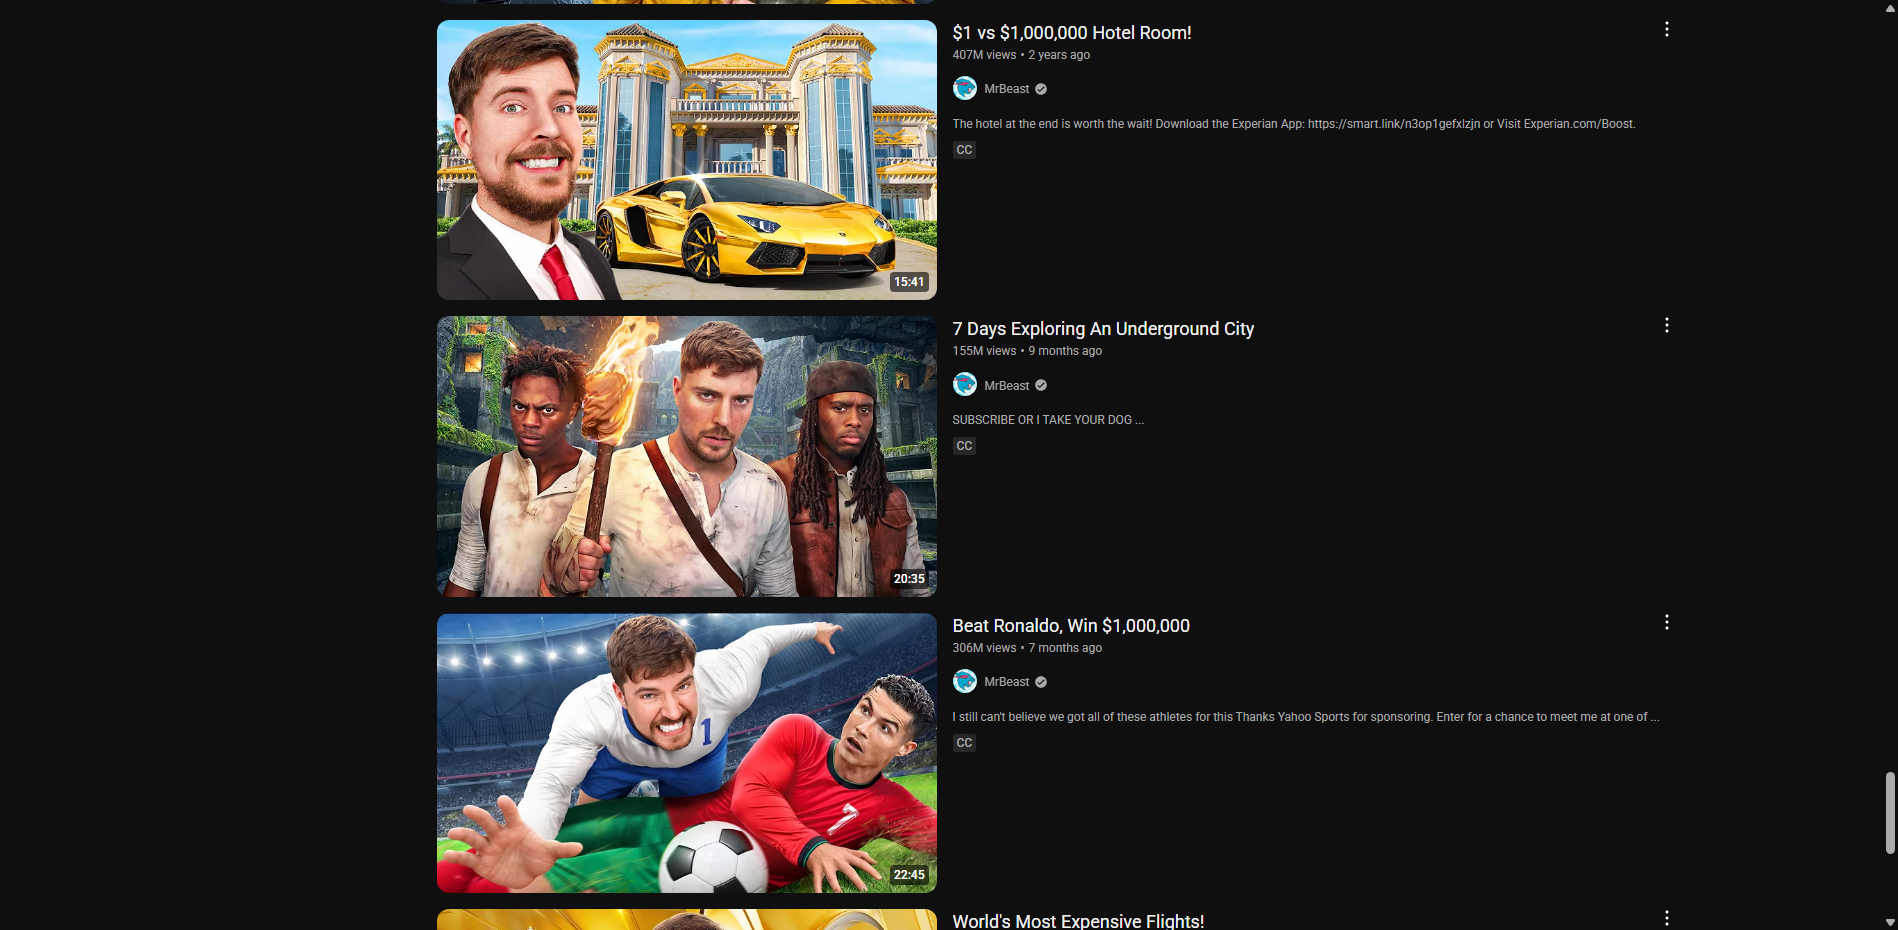 $1 vs $1,000,000 Hotel Room!
407M views • 2 years ago
MrBeast
The hotel at the end is worth the wait! Download the Experian App: https://smart.link/n3op1gefxlzjn or Visit Experian.com/Boost.
CC
15:41
7 Days Exploring An Underground City
155M views • 9 months ago
MrBeast
SUBSCRIBE OR I TAKE YOUR DOG ...
CC
20:35
Beat Ronaldo, Win $1,000,000
306M views • 7 months ago
MrBeast
I still can't believe we got all of these athletes for this Thanks Yahoo Sports for sponsoring. Enter for a chance to meet me at one of ...
CC
1
7
22:45
World's Most Expensive Flights!